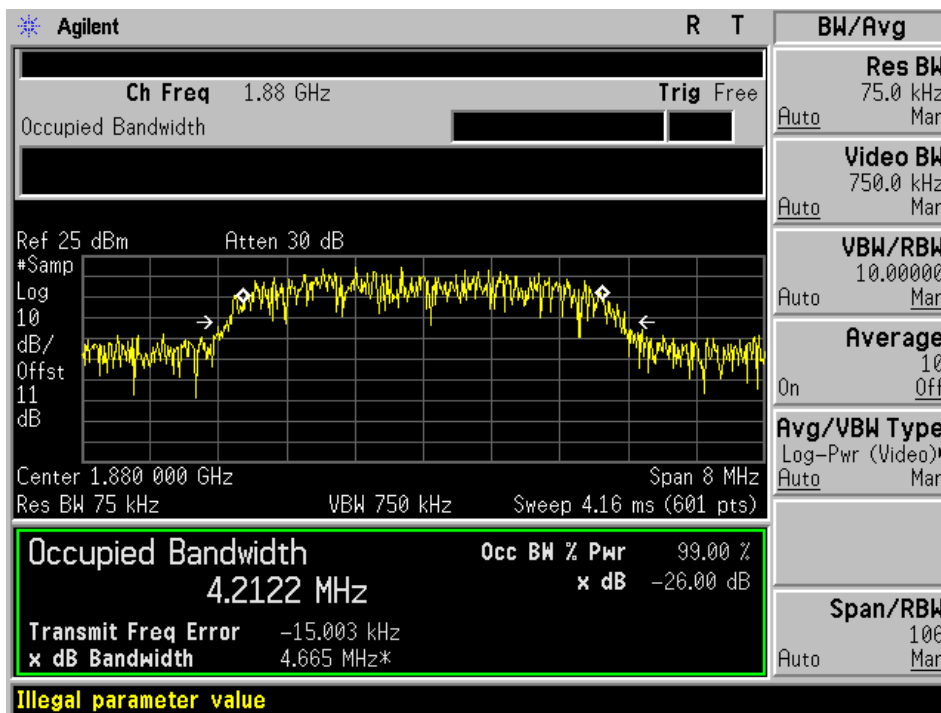 Agilent R T
Ch Freq 1.88 GHz Trig Free
Occupied Bandwidth
Ref 25 dBm Atten 30 dB
#Samp
Log
10
dB/
Offst
11
dB
Center 1.880 000 GHz Span 8 MHz
Res BW 75 kHz VBW 750 kHz Sweep 4.16 ms (601 pts)
Occupied Bandwidth
4.2122 MHz
Occ BW % Pwr 99.00 %
x dB -26.00 dB
Transmit Freq Error -15.003 kHz
x dB Bandwidth 4.665 MHz*
Illegal parameter value
BW/Avg
Res BW
75.0 kHz
Auto Man
Video BW
750.0 kHz
Auto Man
VBW/RBW
10.00000
Auto Man
Average
10
On Off
Avg/VBW Type
Log-Pwr (Video)
Auto Man
Span/RBW
106
Auto Man